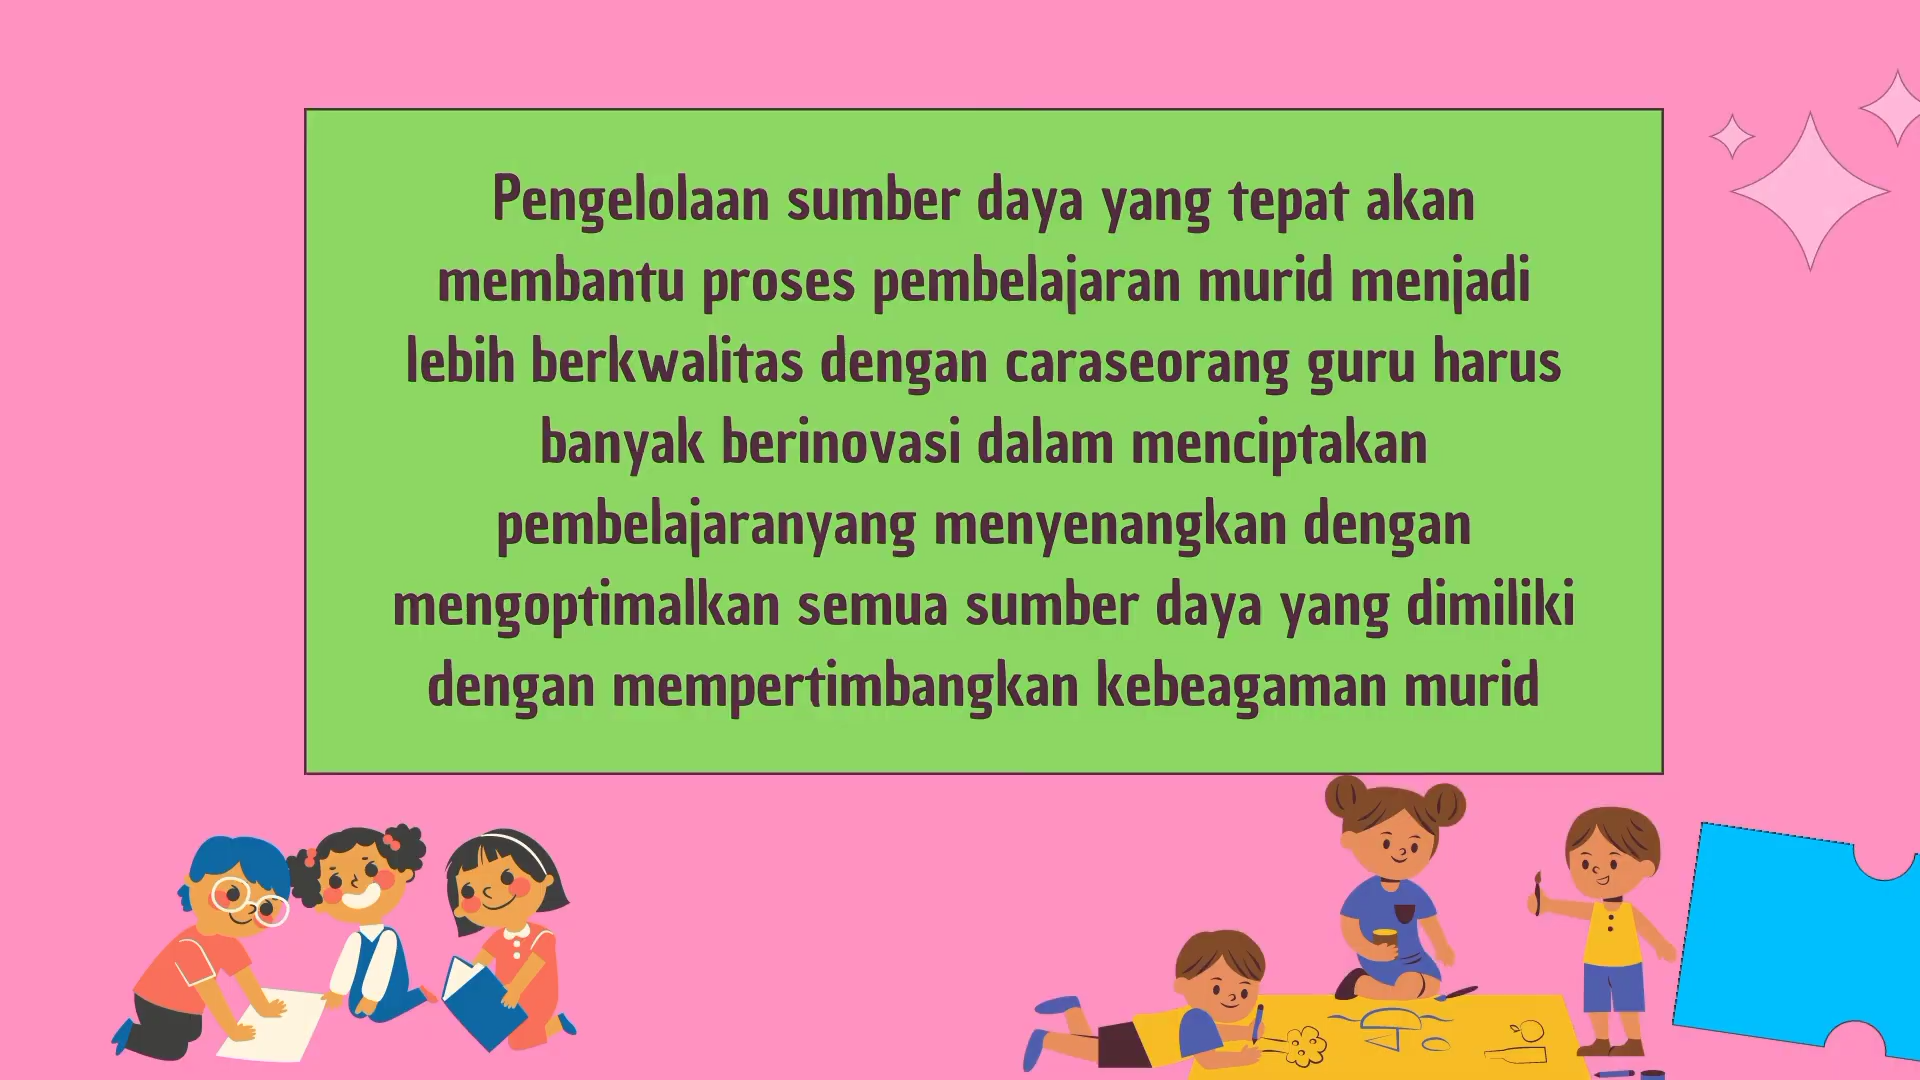 Pengelolaan sumber daya yang tepat akan
membantu proses pembelajaran murid menjadi
lebih berkwalitas dengan caraseorang guru harus
banyak berinovasi dalam menciptakan
pembelajaranyang menyenangkan dengan
mengoptimalkan semua sumber daya yang dimiliki
dengan mempertimbangkan kebeagaman murid